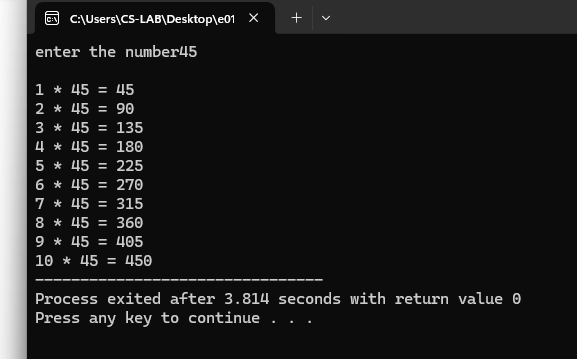 C:\Users\CS-LAB\Desktop\e01
enter the number45
1 * 45 = 45
2 * 45 = 90
3 * 45 = 135
4 * 45 = 180
5 * 45 = 225
6 * 45 = 270
7 * 45 = 315
8 * 45 = 360
9 * 45 = 405
10 * 45 = 450
--------------------------------
Process exited after 3.814 seconds with return value 0
Press any key to continue . . .